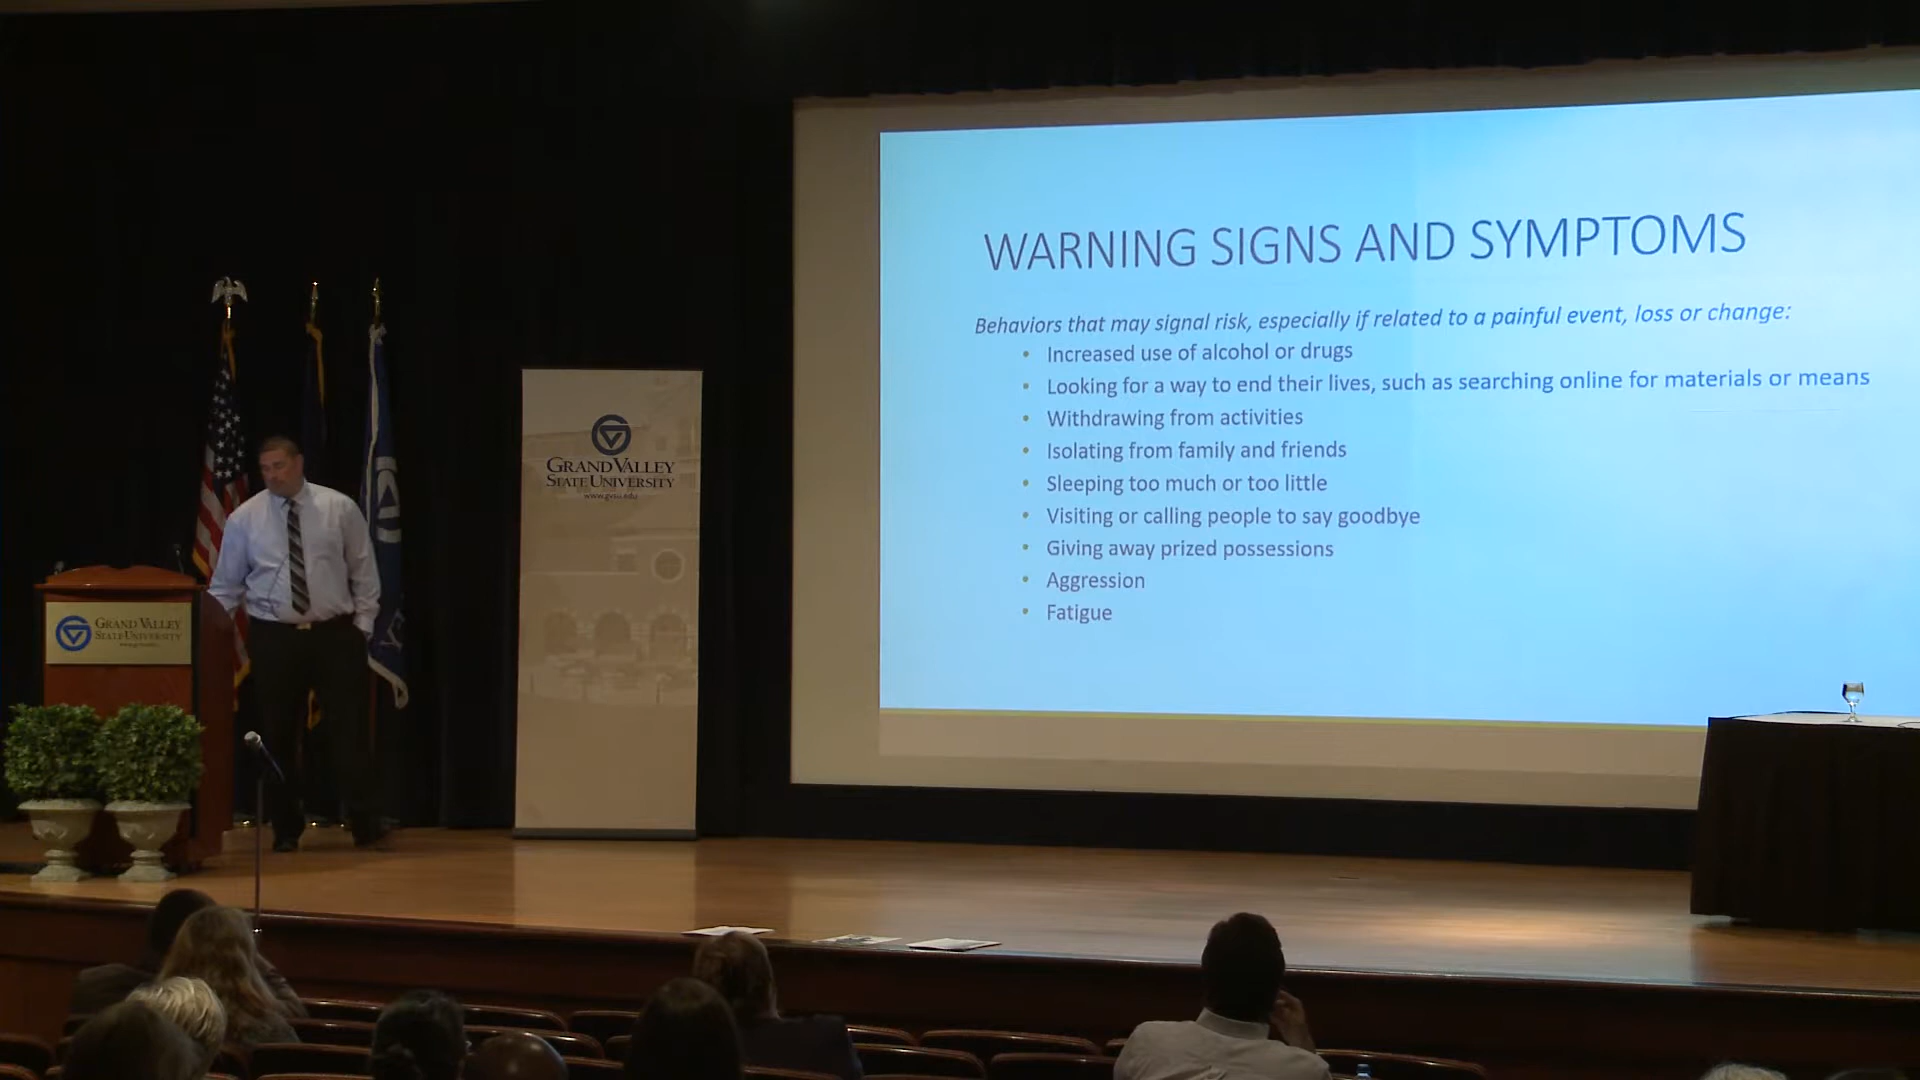 WARNING SIGNS AND SYMPTOMS
Behaviors that may signal risk, especially if related to a painful event, loss or change:
• Increased use of alcohol or drugs
• Looking for a way to end their lives, such as searching online for materials or means
• Withdrawing from activities
• Isolating from family and friends
• Sleeping too much or too little
• Visiting or calling people to say goodbye
• Giving away prized possessions
• Aggression
• Fatigue
GRAND VALLEY
STATE UNIVERSITY
www.gvsu.edu
GRAND VALLEY
STATE UNIVERSITY